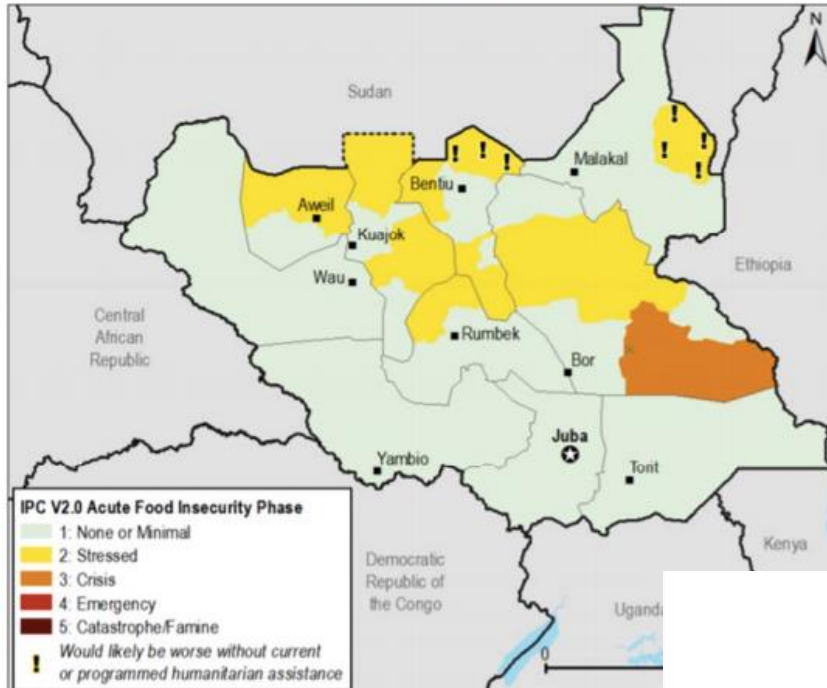 N
Sudan
Malakal
Bentiu
Aweil
Kuajok
Ethiopia
Wau
Central
African
Republic
Rumbek
Bor
Juba
Yambio
Torit
IPC V2.0 Acute Food Insecurity Phase
1: None or Minimal
2: Stressed
3: Crisis
4: Emergency
5: Catastrophe/Famine
! Would likely be worse without current
or programmed humanitarian assistance
Democratic
Republic of
the Congo
Kenya
Uganda
0